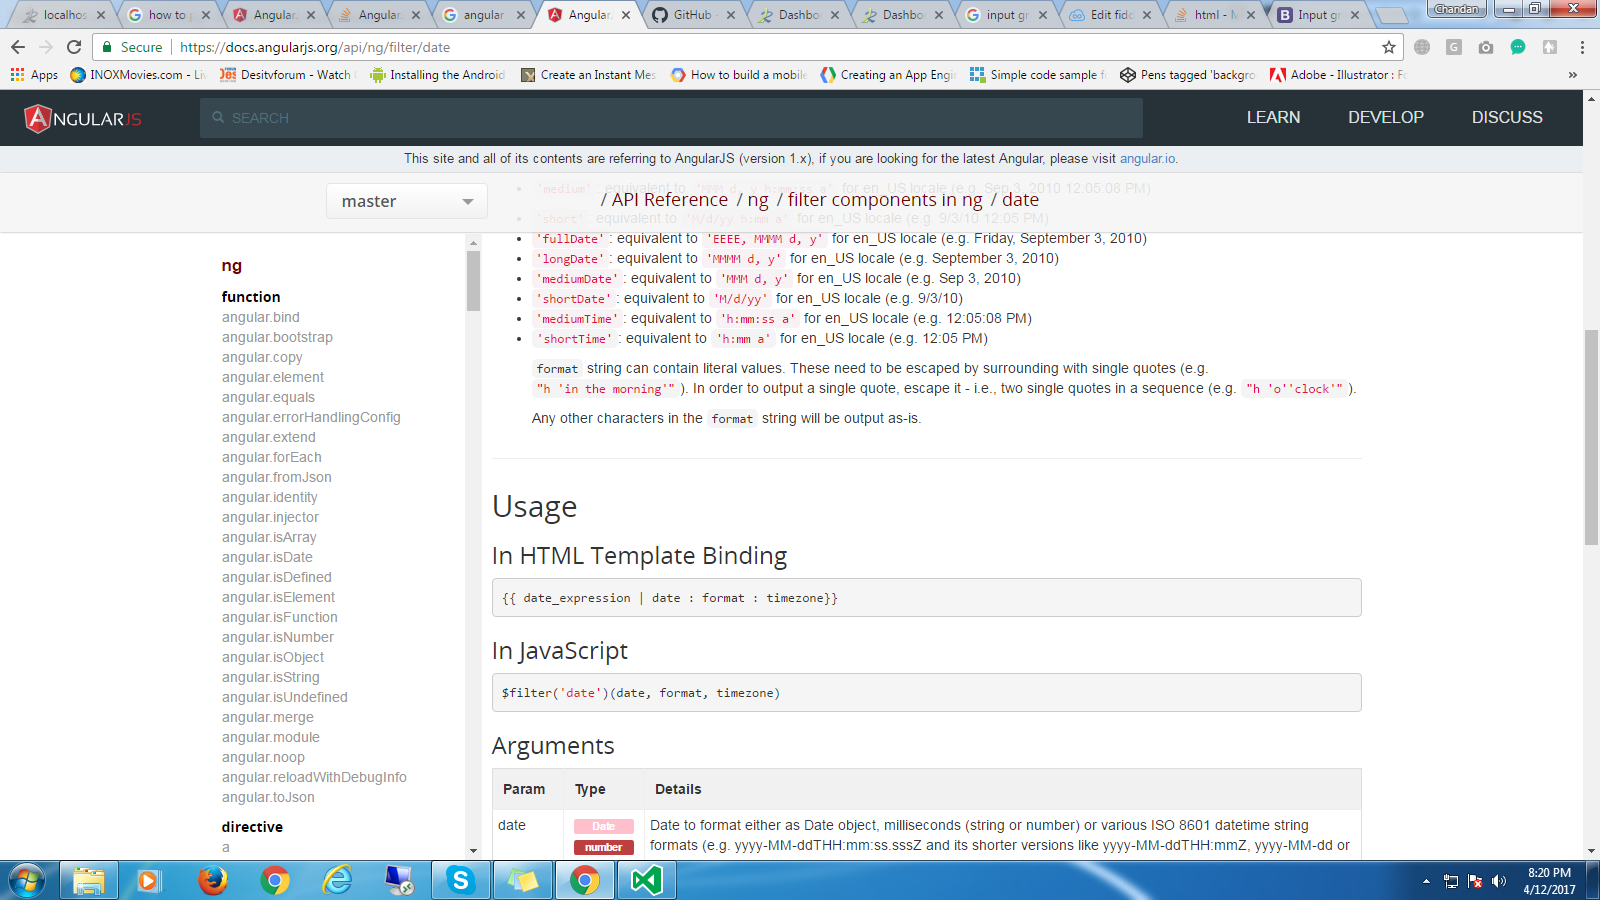 localhos
how to p
Angular.
Angular.
angular
Angular.
GitHub
Dashbo
Dashbo
input gr
Edit fidd
html - M
Input gr
Chandan
Secure
https://docs.angularjs.org/api/ng/filter/date
Apps
INOXMovies.com - Liv
Desitvforum - Watch
Installing the Android
Create an Instant Mes
How to build a mobile
Creating an App Engi
Simple code sample f
Pens tagged 'backgro
Adobe - Illustrator : Fo
»
ANGULARJS
SEARCH
LEARN
DEVELOP
DISCUSS
This site and all of its contents are referring to AngularJS (version 1.x), if you are looking for the latest Angular, please visit angular.io.
master
/ API Reference / ng / filter components in ng / date
'medium' : equivalent to 'MMM d, y h:mm:ss a' for en_US locale (e.g. Sep 3, 2010 12:05:08 PM)
'short' : equivalent to 'M/d/yy h:mm a' for en_US locale (e.g. 9/3/10 12:05 PM)
'fullDate' : equivalent to 'EEEE, MMMM d, y' for en_US locale (e.g. Friday, September 3, 2010)
'longDate' : equivalent to 'MMMM d, y' for en_US locale (e.g. September 3, 2010)
'mediumDate' : equivalent to 'MMM d, y' for en_US locale (e.g. Sep 3, 2010)
'shortDate' : equivalent to 'M/d/yy' for en_US locale (e.g. 9/3/10)
'mediumTime' : equivalent to 'h:mm:ss a' for en_US locale (e.g. 12:05:08 PM)
'shortTime' : equivalent to 'h:mm a' for en_US locale (e.g. 12:05 PM)
format string can contain literal values. These need to be escaped by surrounding with single quotes (e.g.
"h 'in the morning'" ). In order to output a single quote, escape it - i.e., two single quotes in a sequence (e.g. "h 'o''clock'" ).
Any other characters in the format string will be output as-is.
ng
function
angular.bind
angular.bootstrap
angular.copy
angular.element
angular.equals
angular.errorHandlingConfig
angular.extend
angular.forEach
angular.fromJson
angular.identity
angular.injector
angular.isArray
angular.isDate
angular.isDefined
angular.isElement
angular.isFunction
angular.isNumber
angular.isObject
angular.isString
angular.isUndefined
angular.merge
angular.module
angular.noop
angular.reloadWithDebugInfo
angular.toJson
directive
a
Usage
In HTML Template Binding
{{ date_expression | date : format : timezone}}
In JavaScript
$filter('date')(date, format, timezone)
Arguments
Param Type Details
date Date Date to format either as Date object, milliseconds (string or number) or various ISO 8601 datetime string
number formats (e.g. yyyy-MM-ddTHH:mm:ss.sssZ and its shorter versions like yyyy-MM-ddTHH:mmZ, yyyy-MM-dd or
8:20 PM
4/12/2017